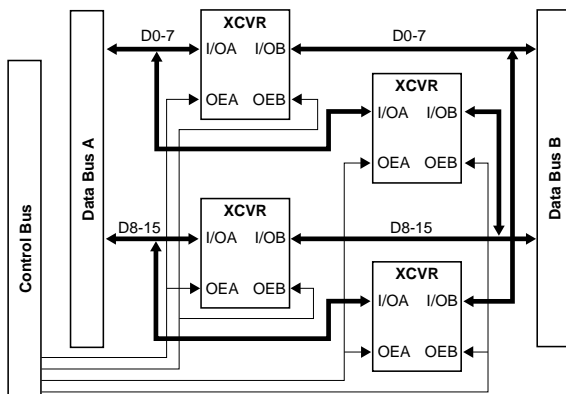 XCVR
D0-7
I/OA I/OB
D0-7
OEA OEB
XCVR
I/OA I/OB
OEA OEB
Data Bus A
Data Bus B
Control Bus
XCVR
D8-15
I/OA I/OB
D8-15
OEA OEB
XCVR
I/OA I/OB
OEA OEB